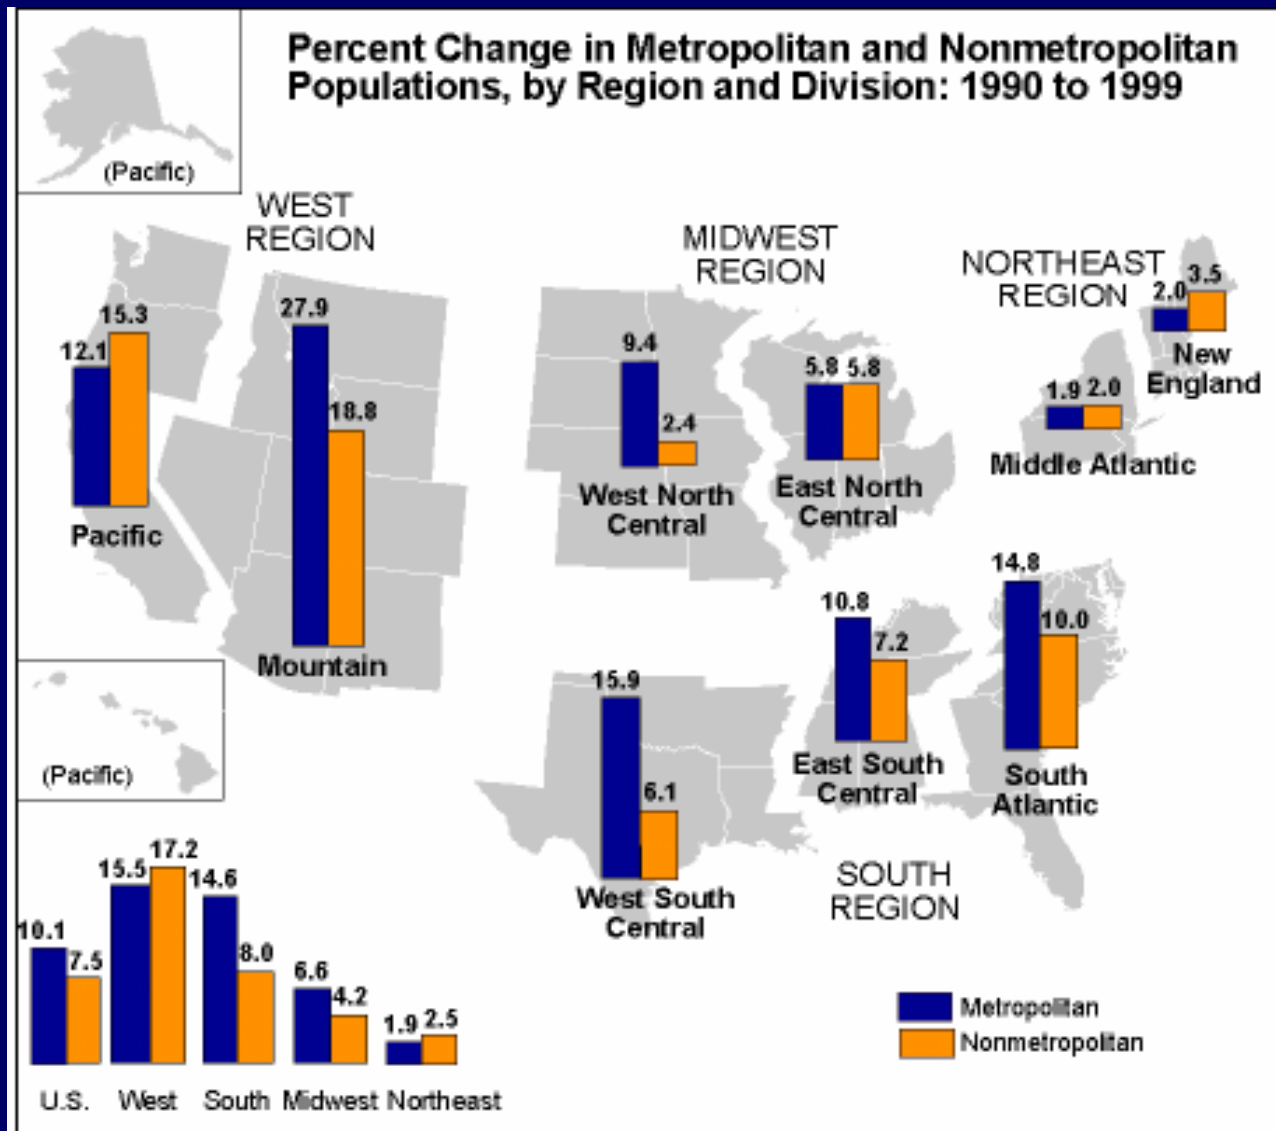 Percent Change in Metropolitan and Nonmetropolitan
Populations, by Region and Division: 1990 to 1999
(Pacific)
WEST
REGION
12.1 15.3
Pacific
27.9
18.8
Mountain
(Pacific)
MIDWEST
REGION
9.4
2.4
West North
Central
5.8 5.8
East North
Central
NORTHEAST
REGION
2.0 3.5
New
England
1.9 2.0
Middle Atlantic
15.9
6.1
West South
Central
10.8
7.2
East South
Central
14.8
10.0
South
Atlantic
SOUTH
REGION
10.1 7.5
15.5 17.2
14.6 8.0
6.6 4.2
1.9 2.5
U.S. West South Midwest Northeast
Metropolitan
Nonmetropolitan